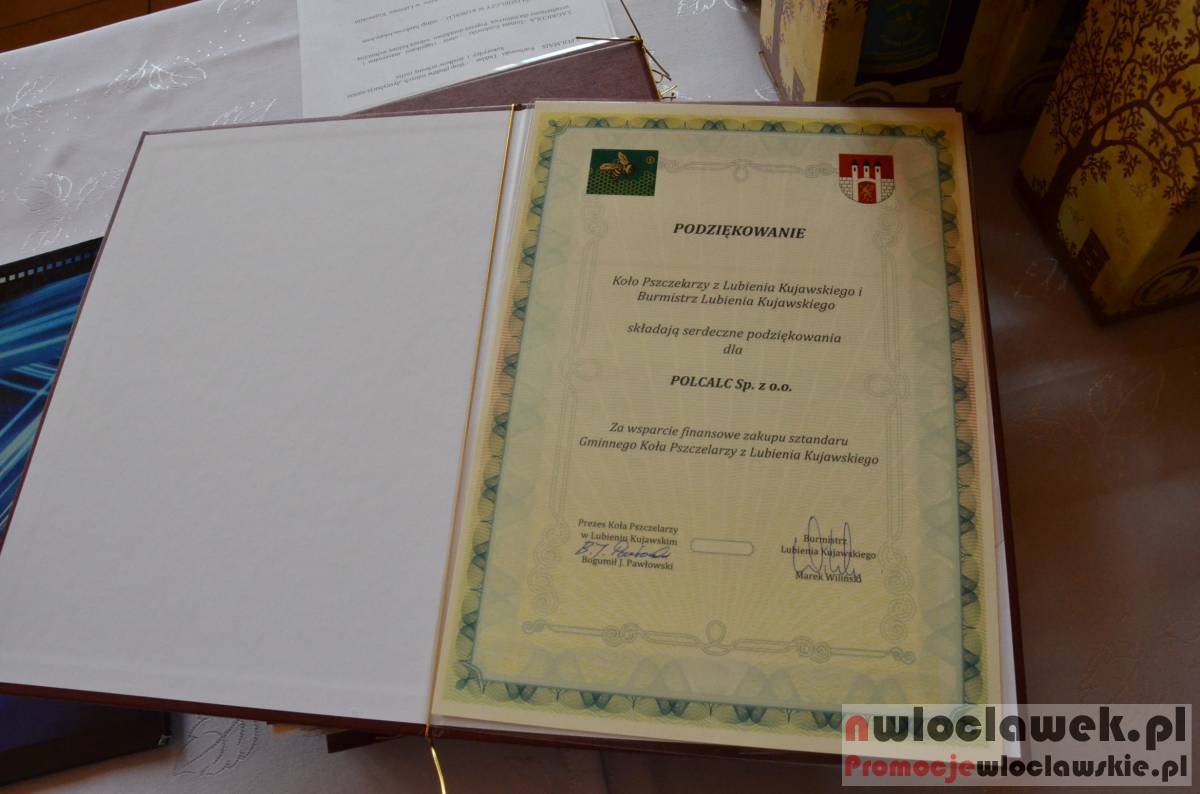 PODZIĘKOWANIE
Koło Pszczelarzy z Lubienia Kujawskiego i
Burmistrz Lubienia Kujawskiego
składają serdeczne podziękowania
dla
POLCALC Sp. z o.o.
Za wsparcie finansowe zakupu sztandaru
Gminnego Koła Pszczelarzy z Lubienia Kujawskiego
Prezes Koła Pszczelarzy
w Lubieniu Kujawskim
Bogumił J. Pawłowski
Burmistrz
Lubienia Kujawskiego
Marek Wiliński
nwloclawek.pl
Promocjewloclawskie.pl